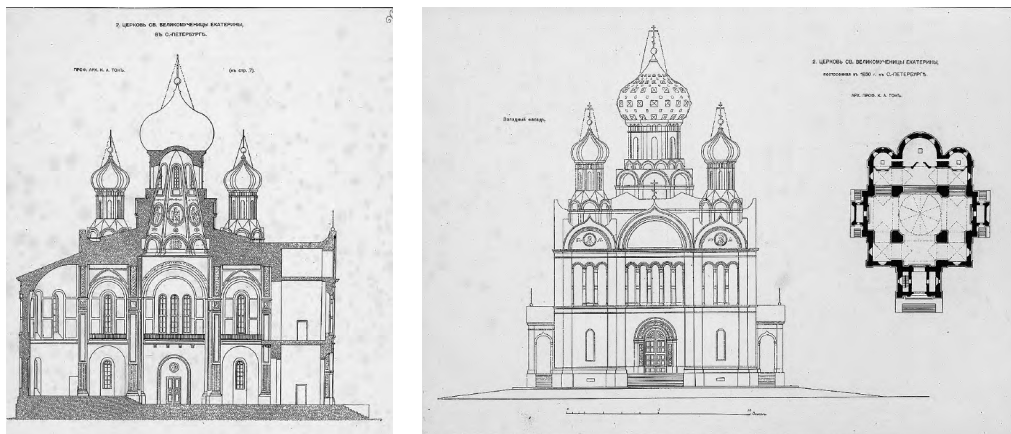 2. ЦЕРКОВЬ СВ. ВЕЛИКОМУЧЕНИЦЫ ЕКАТЕРИНЫ,
ВЪ С.-ПЕТЕРБУРГѢ.
ПРОФ. АРХ. К. А. ТОНЪ.
(къ стр. 7).
2. ЦЕРКОВЬ СВ. ВЕЛИКОМУЧЕНИЦЫ ЕКАТЕРИНЫ,
построенная въ 1830 г. въ С.-ПЕТЕРБУРГѢ.
АРХ. ПРОФ. К. А. ТОНЪ.
Западный фасадъ.